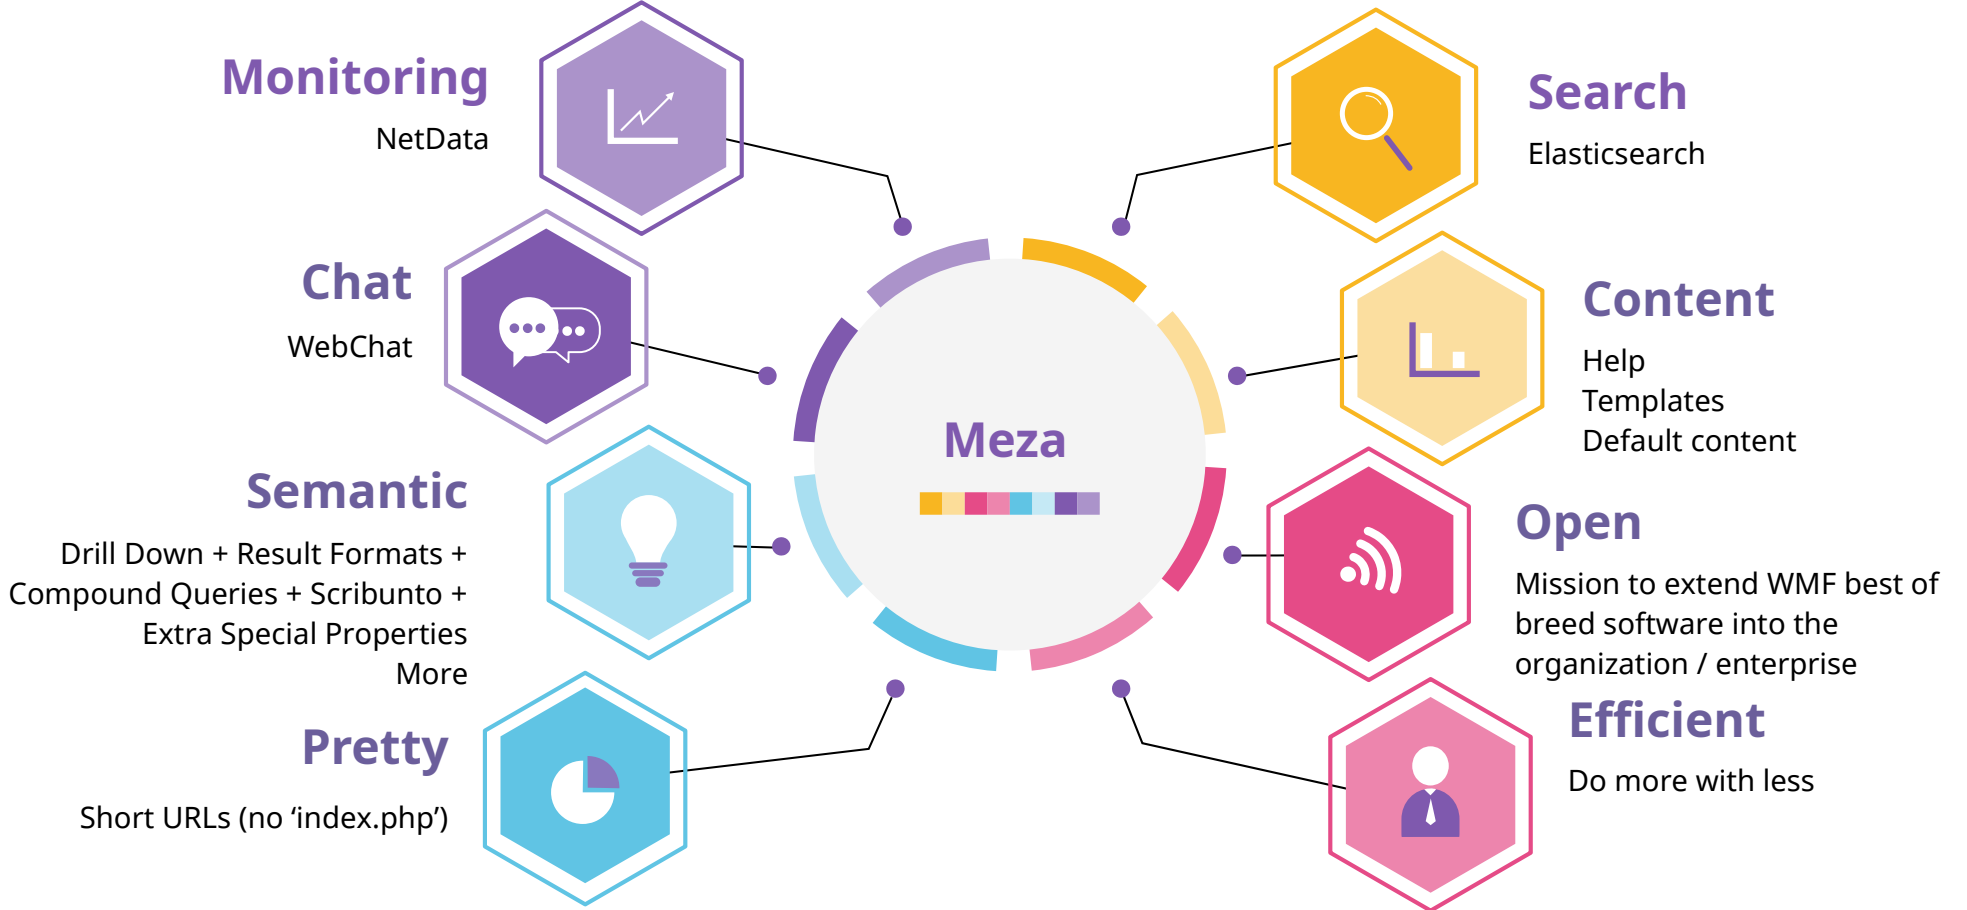 Monitoring
NetData
Chat
WebChat
Semantic
Drill Down + Result Formats +
Compound Queries + Scribunto +
Extra Special Properties
More
Pretty
Short URLs (no ‘index.php’)
Meza
Search
Elasticsearch
Content
Help
Templates
Default content
Open
Mission to extend WMF best of
breed software into the
organization / enterprise
Efficient
Do more with less